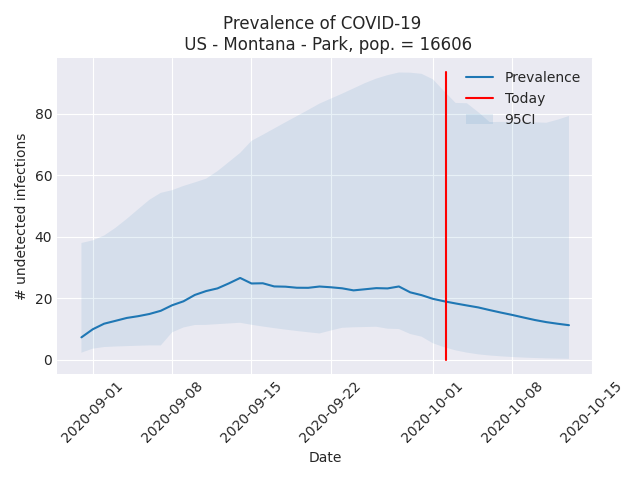 Prevalence of COVID-19
US - Montana - Park, pop. = 16606
Prevalence
Today
95CI
# undetected infections
80
60
40
20
0
2020-09-01
2020-09-08
2020-09-15
2020-09-22
2020-10-01
2020-10-08
2020-10-15
Date